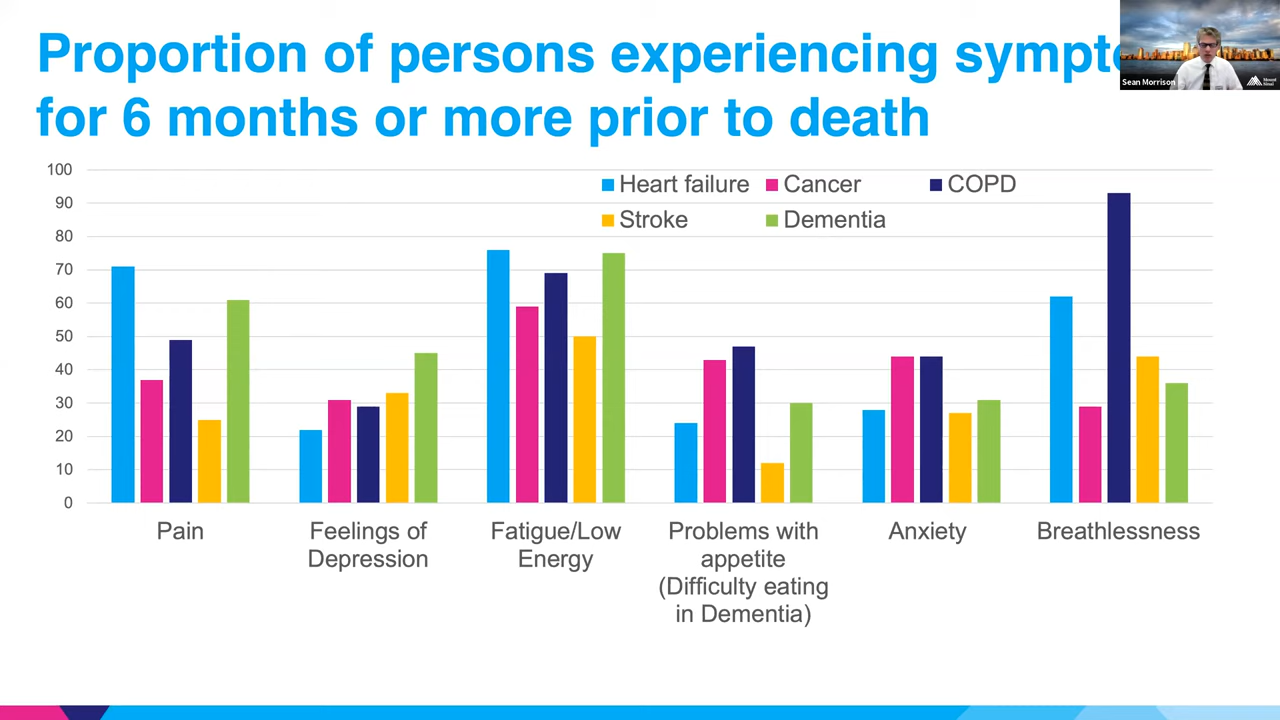 Proportion of persons experiencing sympt
for 6 months or more prior to death
Sean Morrison
Mount
Sinai
100
90
80
70
60
50
40
30
20
10
0
Heart failure Cancer COPD
Stroke Dementia
Pain
Feelings of
Depression
Fatigue/Low
Energy
Problems with
appetite
(Difficulty eating
in Dementia)
Anxiety
Breathlessness